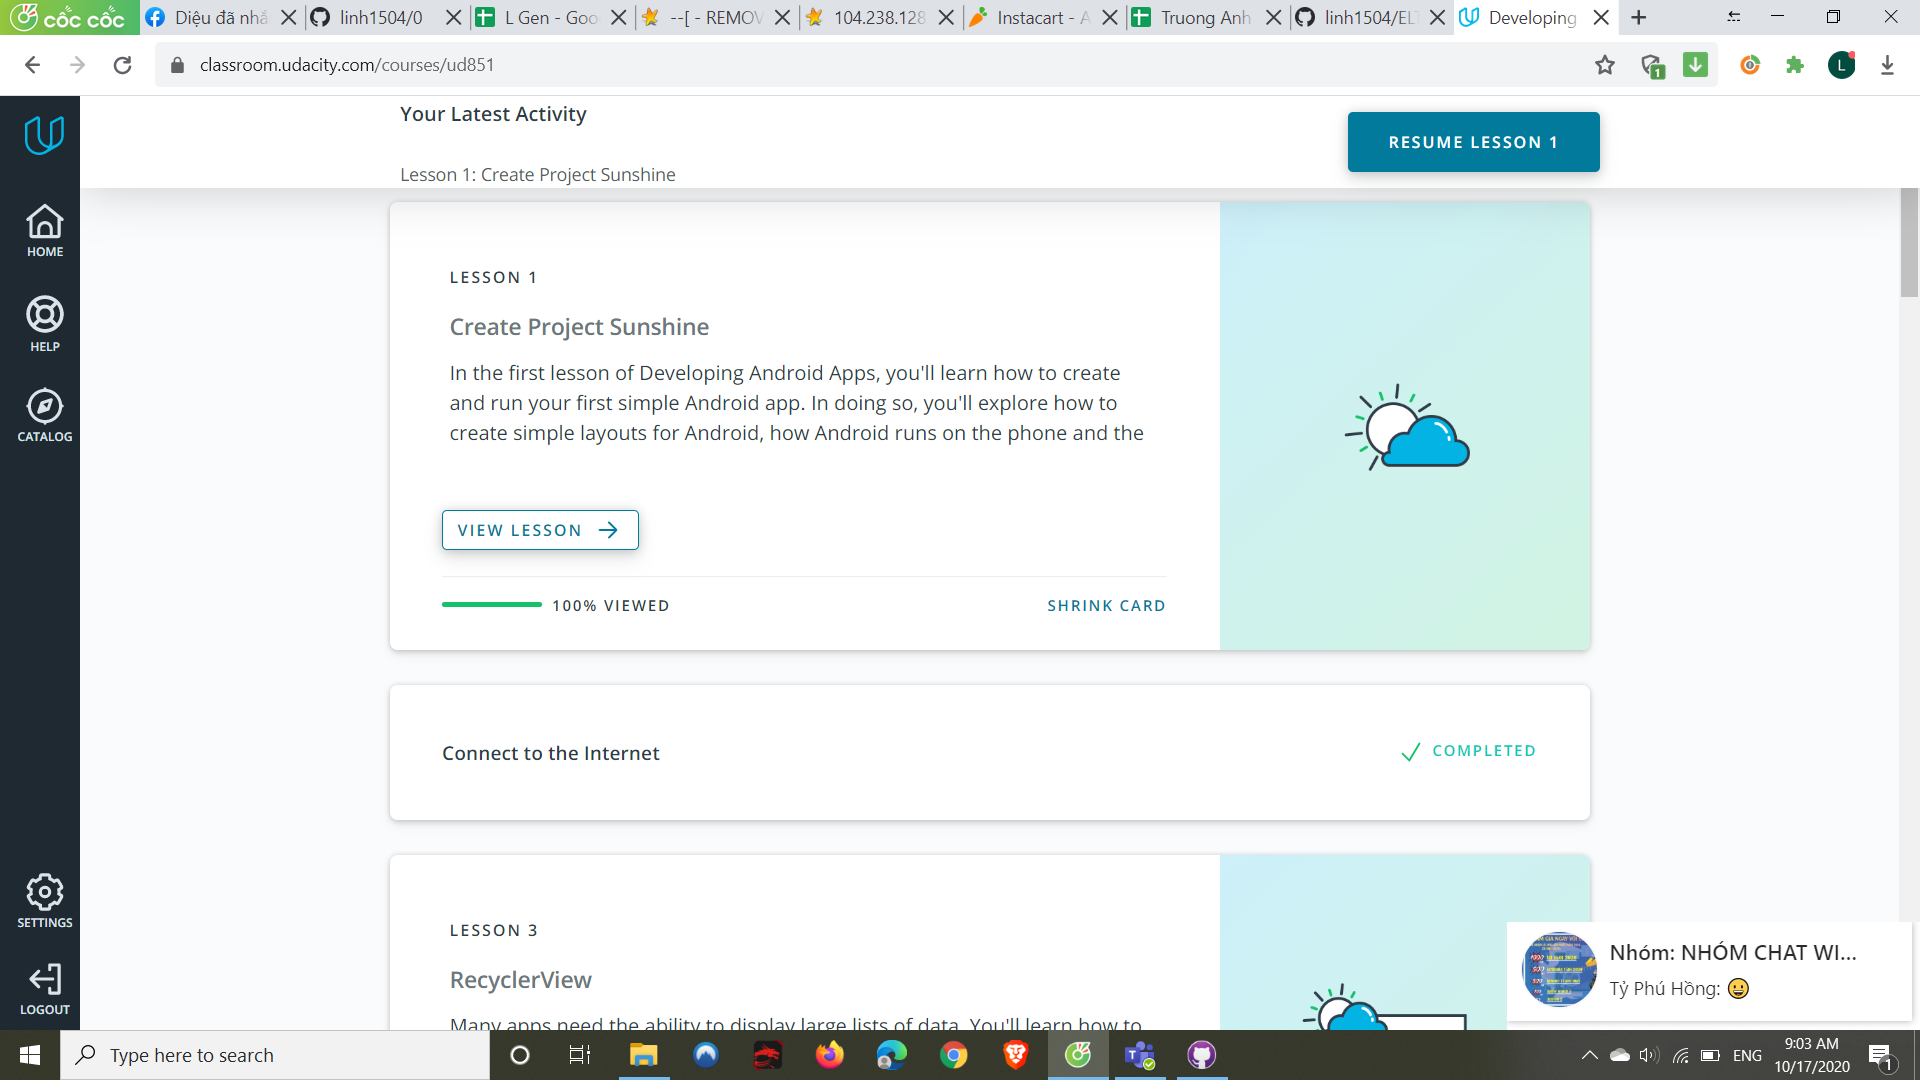 cốc cốc
Diệu đã nhắ
linh1504/0
L Gen - Goo
--[ - REMOV
104.238.128
Instacart - A
Truong Anh
linh1504/ELT
Developing
classroom.udacity.com/courses/ud851
1
L
Your Latest Activity
RESUME LESSON 1
Lesson 1: Create Project Sunshine
HOME
HELP
CATALOG
SETTINGS
LOGOUT
LESSON 1
Create Project Sunshine
In the first lesson of Developing Android Apps, you'll learn how to create
and run your first simple Android app. In doing so, you'll explore how to
create simple layouts for Android, how Android runs on the phone and the
VIEW LESSON
100% VIEWED
SHRINK CARD
Connect to the Internet
COMPLETED
LESSON 3
RecyclerView
Many apps need the ability to display large lists of data. You'll learn how to
Nhóm: NHÓM CHAT WI...
Tỷ Phú Hồng: 😀
Type here to search
ENG
9:03 AM
10/17/2020
1